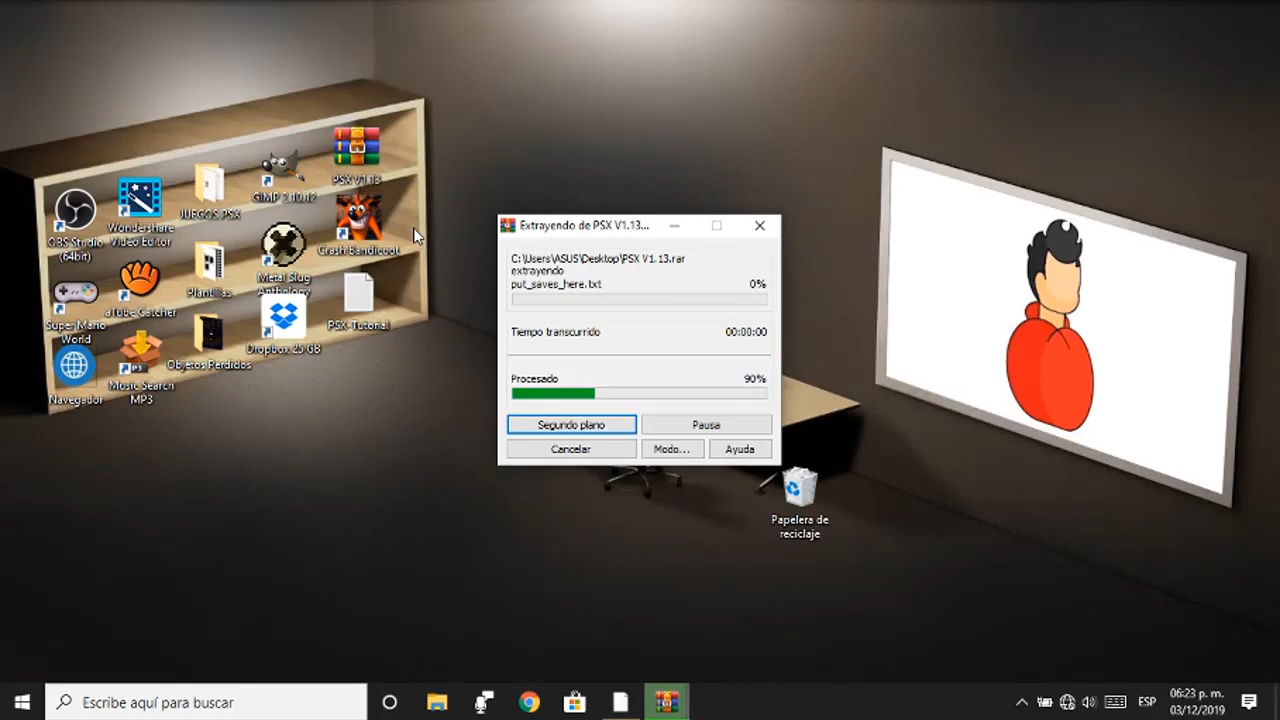 PSX V1.13
GIMP 2.10.12
JUEGOS PSX
Wondershare
Video Editor
OBS Studio
(64bit)
Crash Bandicoot
Metal Slug
Anthology
Plantillas
aTube Catcher
Super Mario
World
PSX-Tutorial
Dropbox 25 GB
Objetos Perdidos
Music Search
MP3
Navegador
Extrayendo de PSX V1.13...
C:\Users\ASUS\Desktop\PSX V1.13.rar
extrayendo
put_saves_here.txt 0%
Tiempo transcurrido 00:00:00
Procesado 90%
Segundo plano Pausa
Cancelar Modo... Ayuda
Papelera de
reciclaje
Escribe aquí para buscar
ESP
06:23 p. m.
03/12/2019